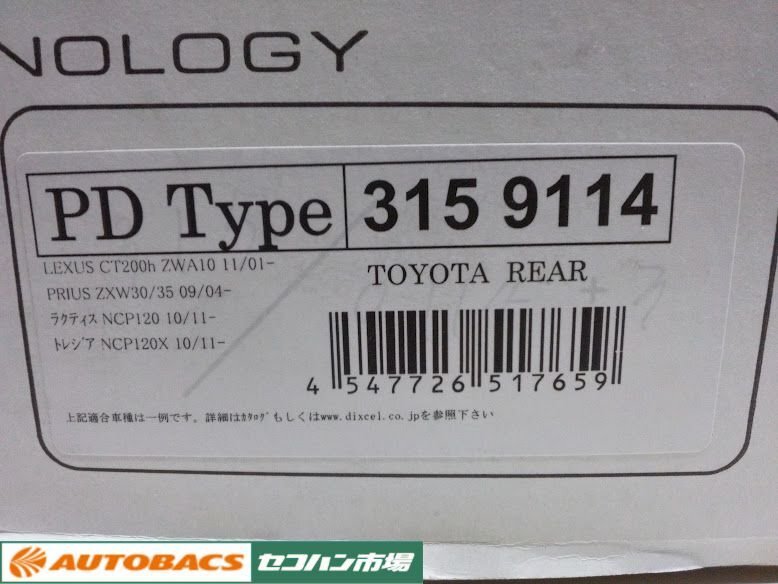 NOLOGY
PD Type 315 9114
LEXUS CT200h ZWA10 11/01-
TOYOTA REAR
PRIUS ZXW30/35 09/04-
ラクティス NCP120 10/11-
トレジア NCP120X 10/11-
4 547726 517659
上記適合車種は一例です。詳細はカタログもしくはwww.dixcel.co.jpを参照下さい
AUTOBACS セコハン市場